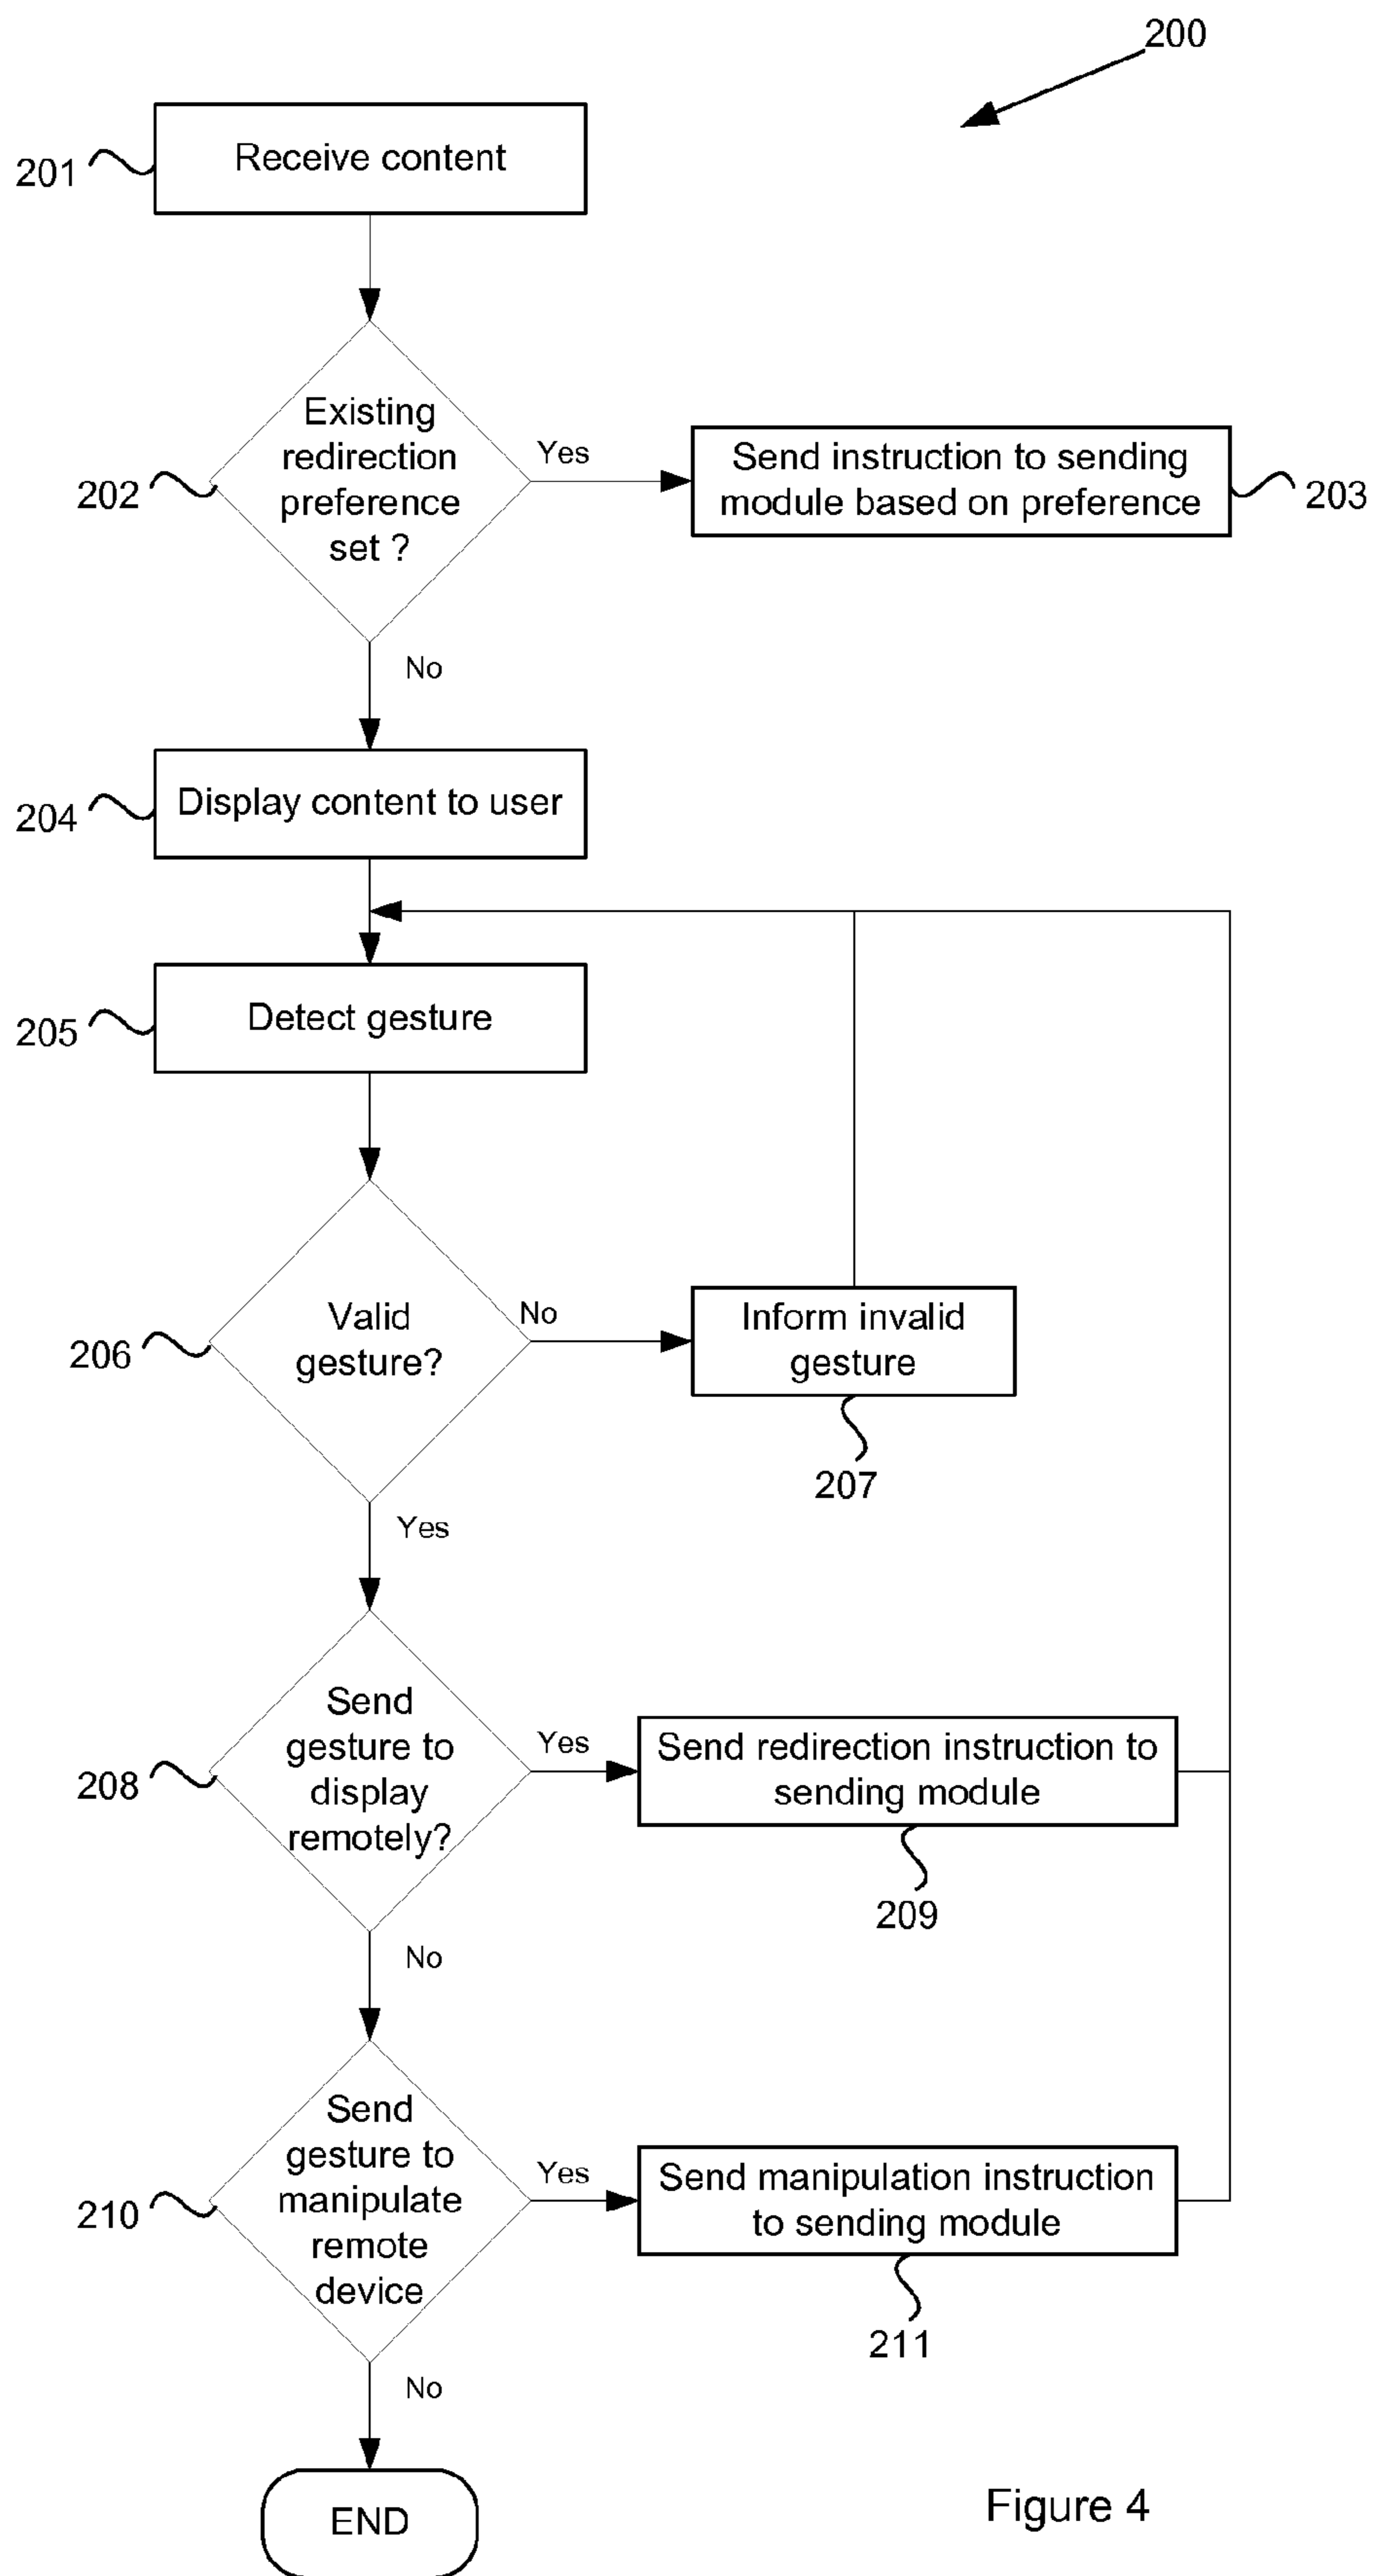 200
201
Receive content
202
Existing
redirection
preference
set ?
Yes
Send instruction to sending
module based on preference
203
No
204
Display content to user
205
Detect gesture
206
Valid
gesture?
No
Inform invalid
gesture
207
Yes
208
Send
gesture to
display
remotely?
Yes
Send redirection instruction to
sending module
209
No
210
Send
gesture to
manipulate
remote
device
Yes
Send manipulation instruction
to sending module
211
No
END
Figure 4